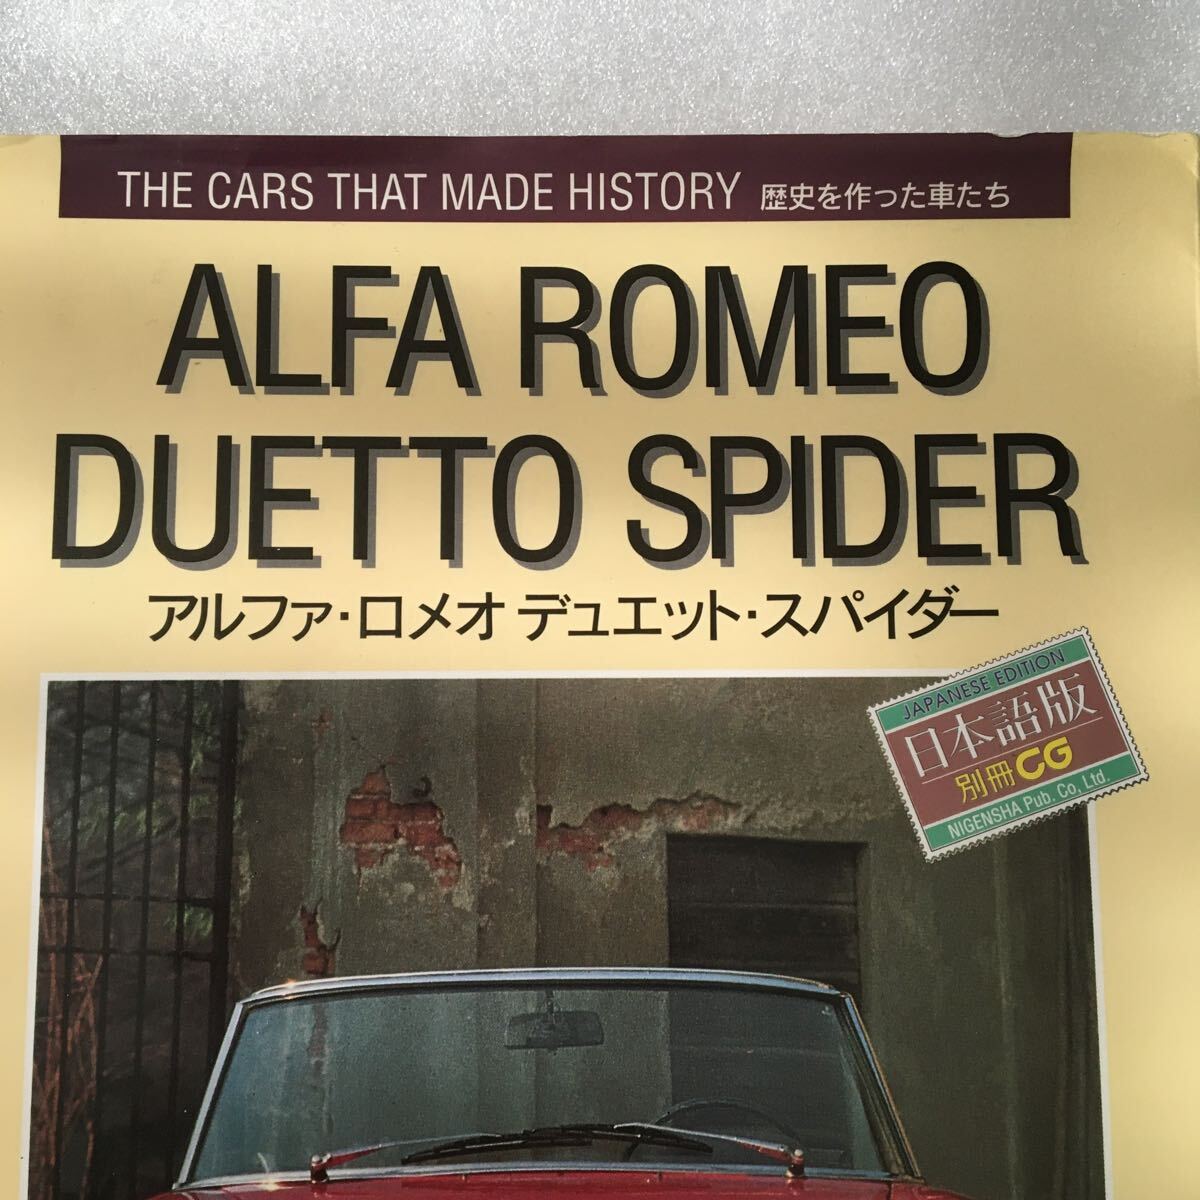 THE CARS THAT MADE HISTORY 歴史を作った車たち
ALFA ROMEO
DUETTO SPIDER
アルファ・ロメオ デュエット・スパイダー
JAPANESE EDITION
日本語版
別冊CG
NIGENSHA Pub. Co, Ltd.